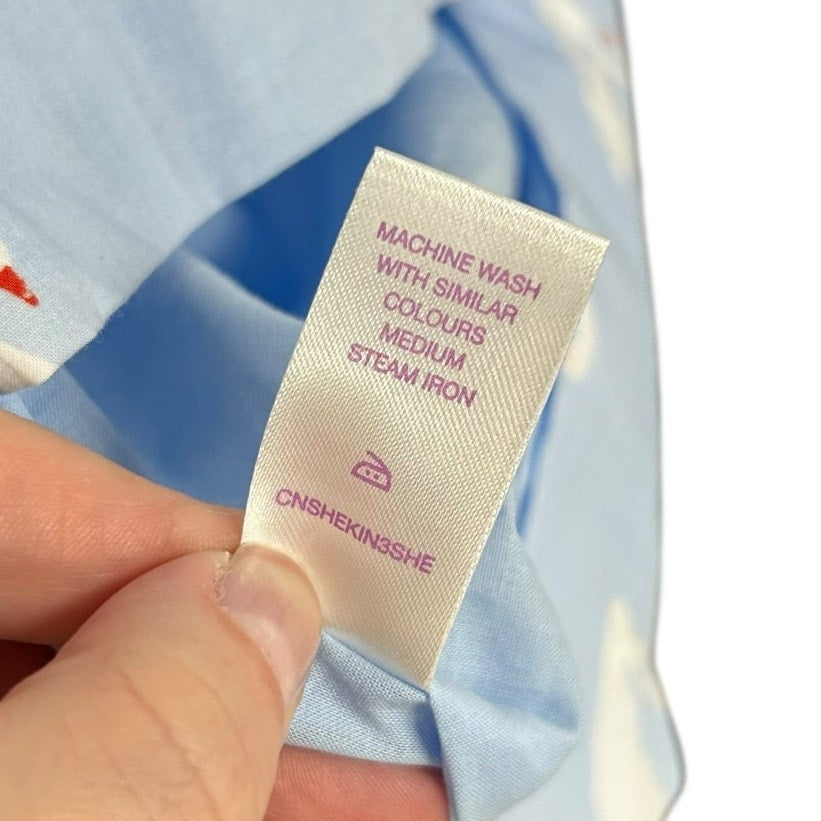 MACHINE WASH
WITH SIMILAR
COLOURS
MEDIUM
STEAM IRON
CNSHEKIN3SHE